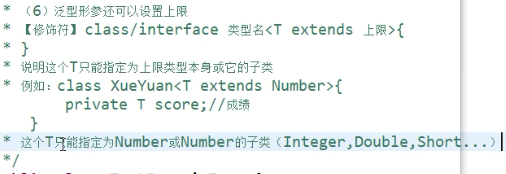 * （6）泛型形参还可以设置上限
* 【修饰符】class/interface 类型名<T extends 上限>{
* }
* 说明这个T只能指定为上限类型本身或它的子类
* 例如：class XueYuan<T extends Number>{
private T score;//成绩
}
* 这个T只能指定为Number或Number的子类（Integer,Double,Short...）
*/